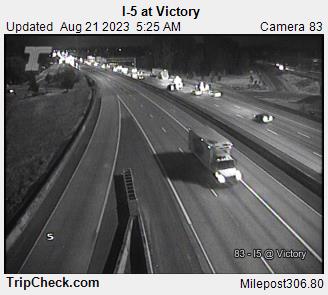 I-5 at Victory
Updated  Aug 21 2023  5:25 AM
Camera 83
S
83 - I5 @ Victory
TripCheck.com
Milepost306.80